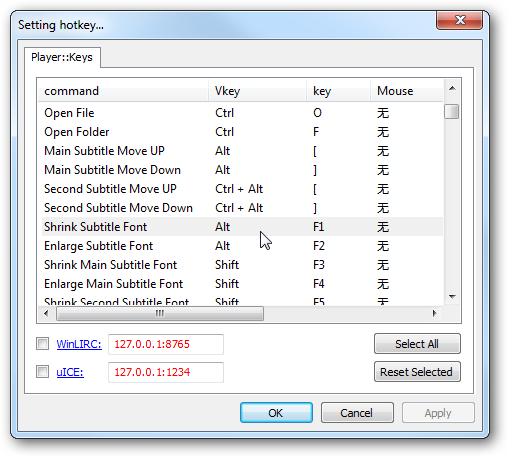 Setting hotkey...
Player::Keys
command Vkey key Mouse
Open File Ctrl O 无
Open Folder Ctrl F 无
Main Subtitle Move UP Alt [ 无
Main Subtitle Move Down Alt ] 无
Second Subtitle Move UP Ctrl + Alt [ 无
Second Subtitle Move Down Ctrl + Alt ] 无
Shrink Subtitle Font Alt F1 无
Enlarge Subtitle Font Alt F2 无
Shrink Main Subtitle Font Shift F3 无
Enlarge Main Subtitle Font Shift F4 无
Shrink Second Subtitle Font Shift F5 无
WinLIRC: 127.0.0.1:8765 Select All
uICE: 127.0.0.1:1234 Reset Selected
OK Cancel Apply